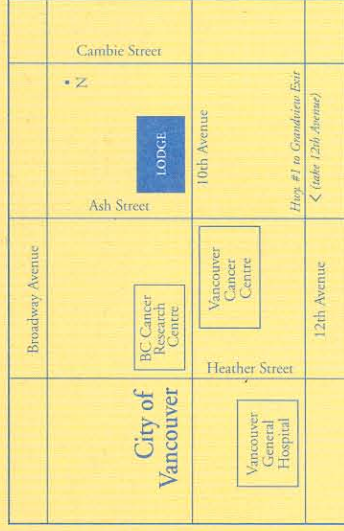 Cambie Street
N
LODGE
10th Avenue
Hwy. #1 to Grandview Exit
< (take 12th Avenue)
Ash Street
Broadway Avenue
BC Cancer
Research
Centre
Vancouver
Cancer
Centre
12th Avenue
Heather Street
City of
Vancouver
Vancouver
General
Hospital